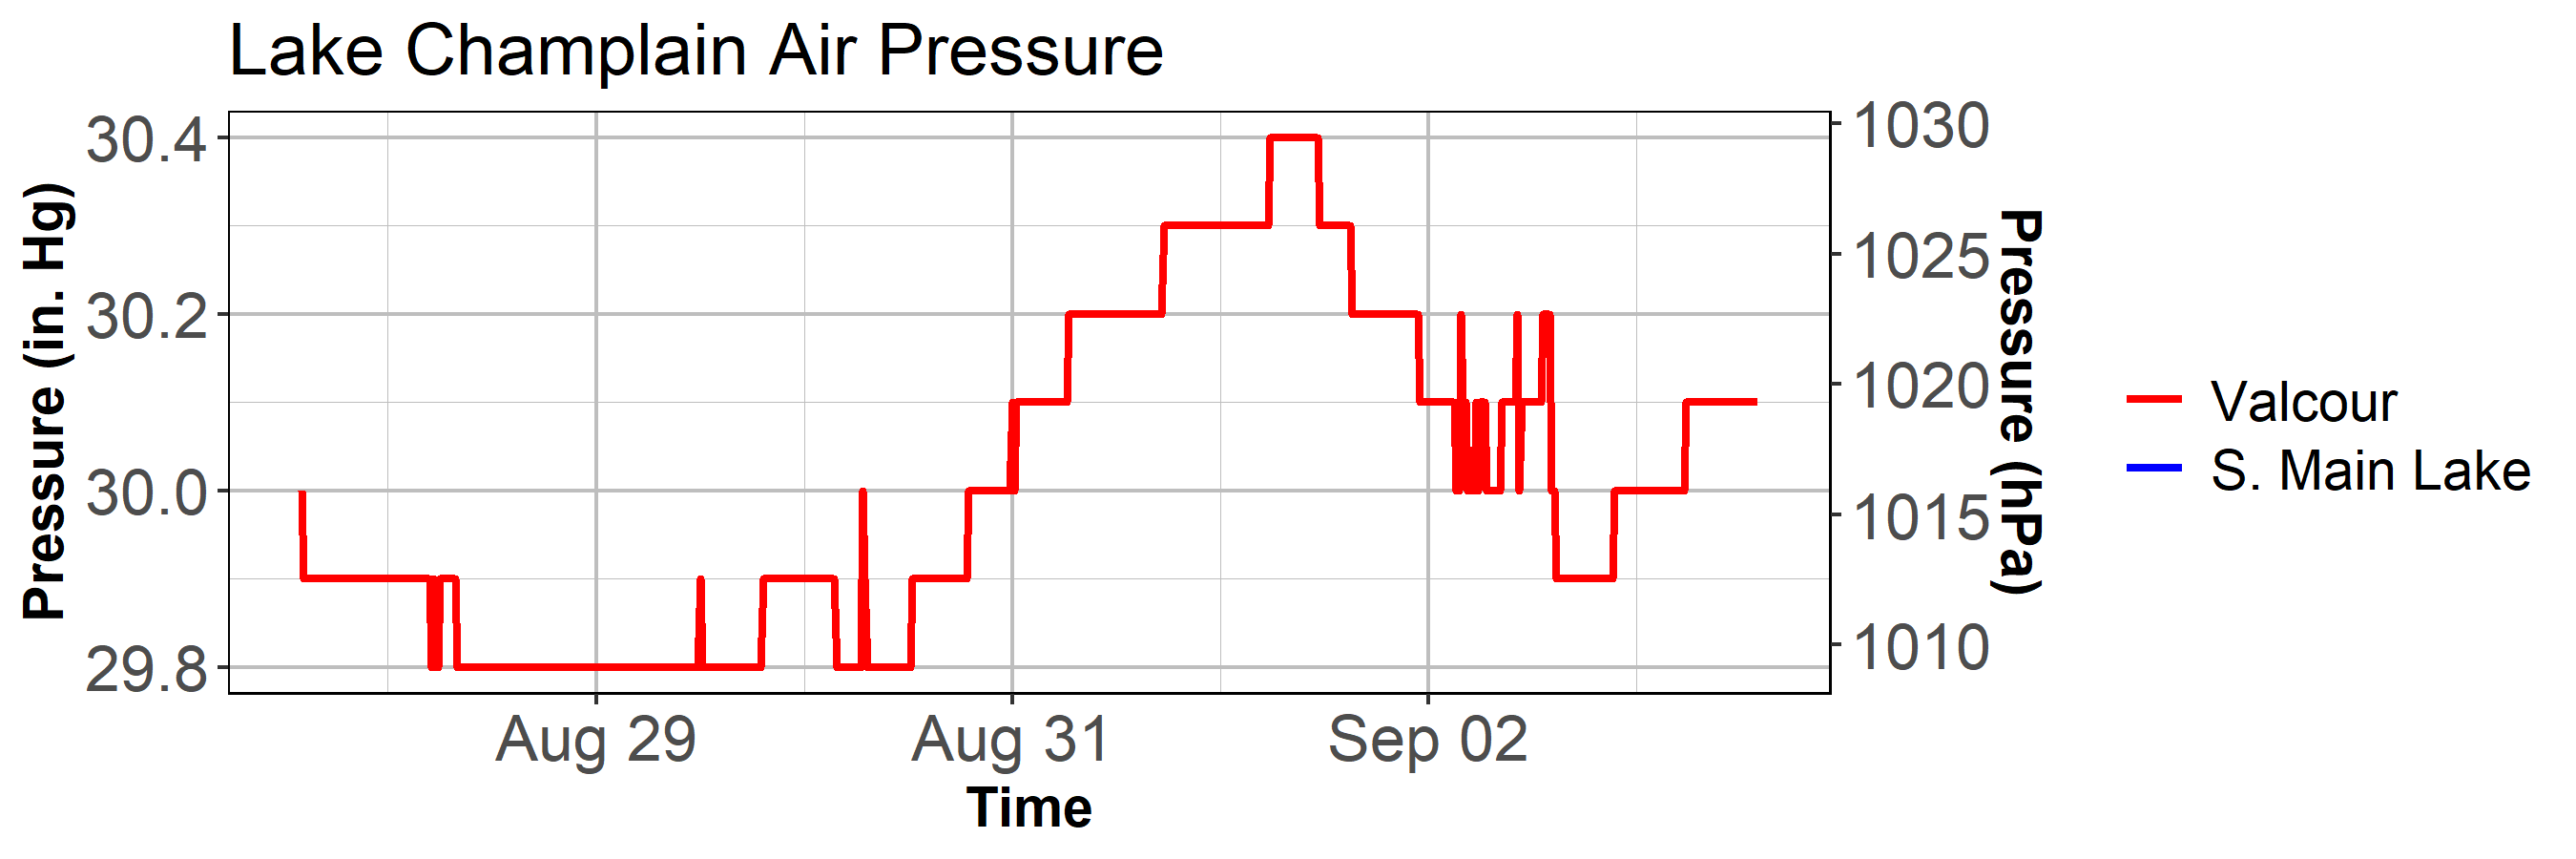 Lake Champlain Air Pressure
30.4
30.2
30.0
29.8
Pressure (in. Hg)
1030
1025
1020
1015
1010
Pressure (hPa)
Aug 29
Aug 31
Sep 02
Time
Valcour
S. Main Lake